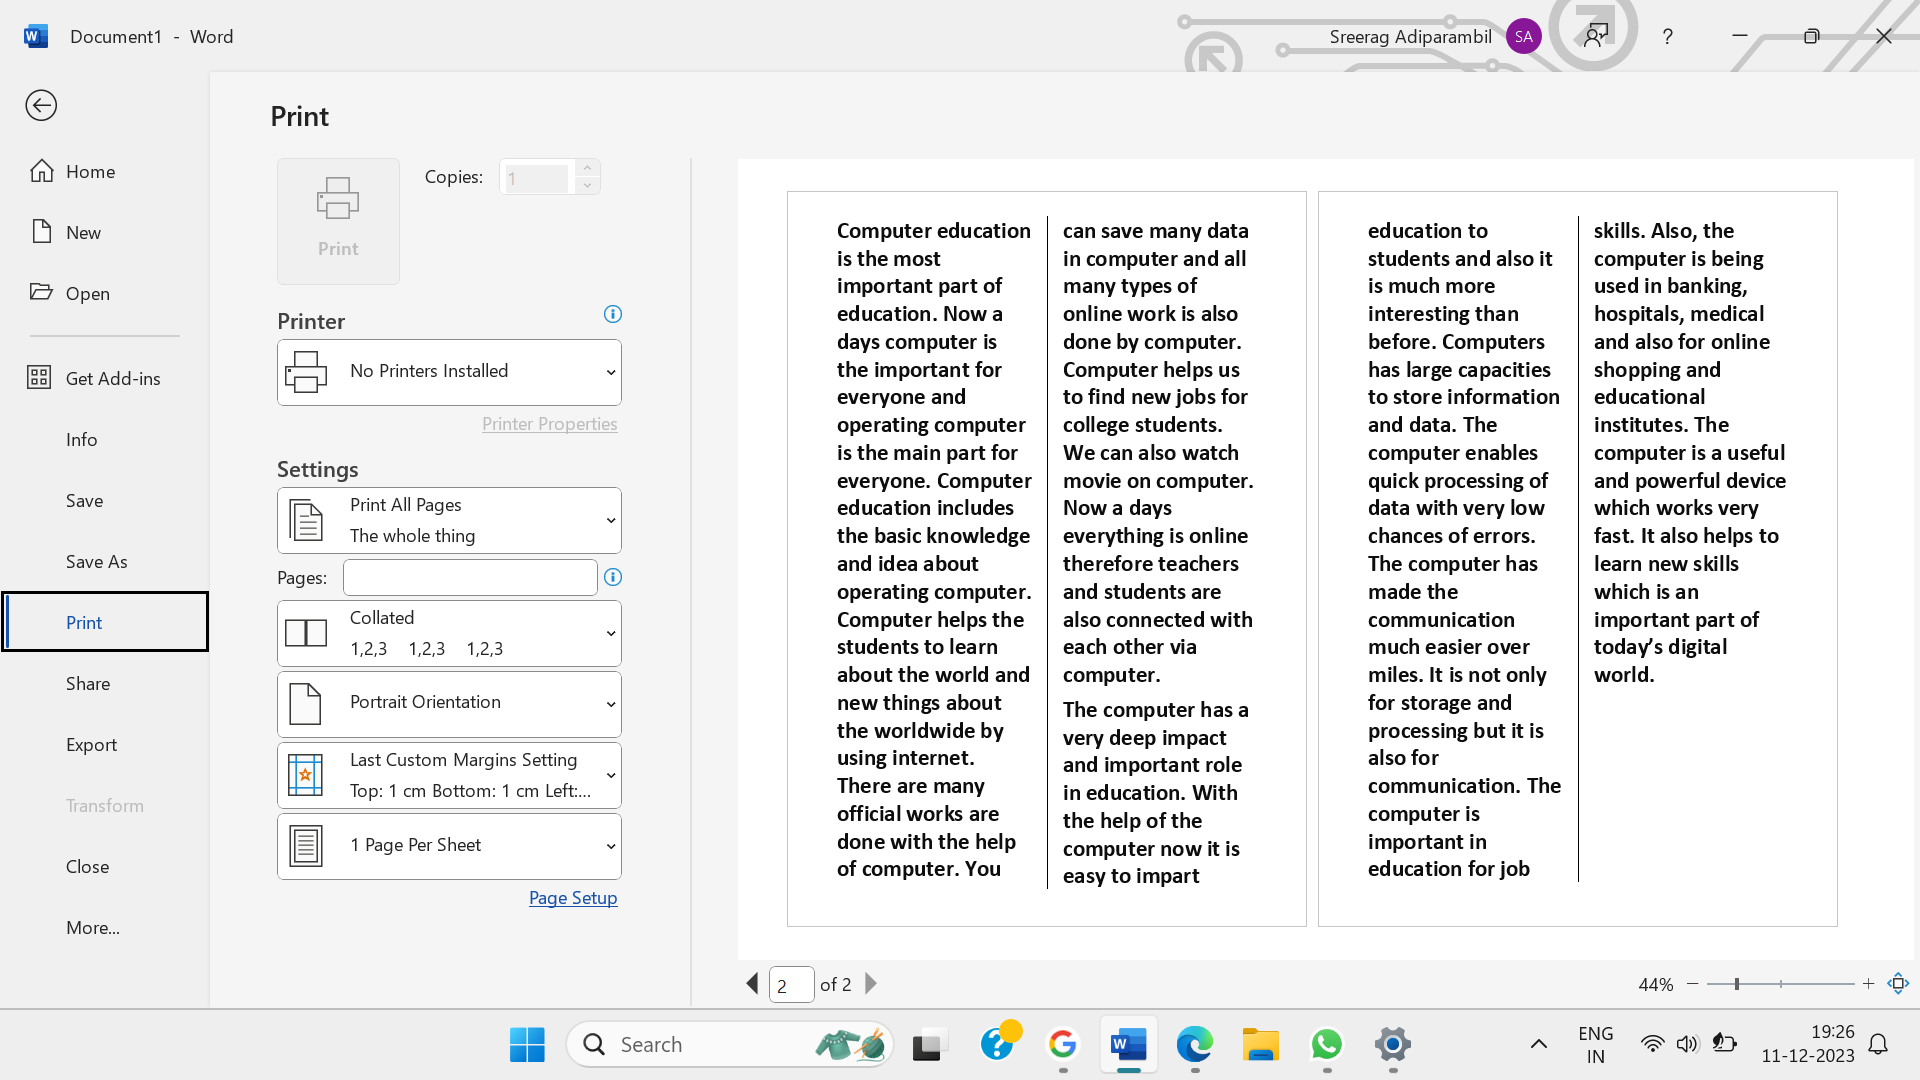 Document1 - Word
Sreerag Adiparambil
SA
?
Home
New
Open
Get Add-ins
Info
Save
Save As
Print
Share
Export
Transform
Close
More...
Print
Print
Copies:
1
Printer
No Printers Installed
Printer Properties
Settings
Print All Pages
The whole thing
Pages:
Collated
1,2,3 1,2,3 1,2,3
Portrait Orientation
Last Custom Margins Setting
Top: 1 cm Bottom: 1 cm Left:...
1 Page Per Sheet
Page Setup
Computer education
is the most
important part of
education. Now a
days computer is
the important for
everyone and
operating computer
is the main part for
everyone. Computer
education includes
the basic knowledge
and idea about
operating computer.
Computer helps the
students to learn
about the world and
new things about
the worldwide by
using internet.
There are many
official works are
done with the help
of computer. You
can save many data
in computer and all
many types of
online work is also
done by computer.
Computer helps us
to find new jobs for
college students.
We can also watch
movie on computer.
Now a days
everything is online
therefore teachers
and students are
also connected with
each other via
computer.
The computer has a
very deep impact
and important role
in education. With
the help of the
computer now it is
easy to impart
education to
students and also it
is much more
interesting than
before. Computers
has large capacities
to store information
and data. The
computer enables
quick processing of
data with very low
chances of errors.
The computer has
made the
communication
much easier over
miles. It is not only
for storage and
processing but it is
also for
communication. The
computer is
important in
education for job
skills. Also, the
computer is being
used in banking,
hospitals, medical
and also for online
shopping and
educational
institutes. The
computer is a useful
and powerful device
which works very
fast. It also helps to
learn new skills
which is an
important part of
today’s digital
world.
2 of 2
44%
Search
ENG
IN
19:26
11-12-2023